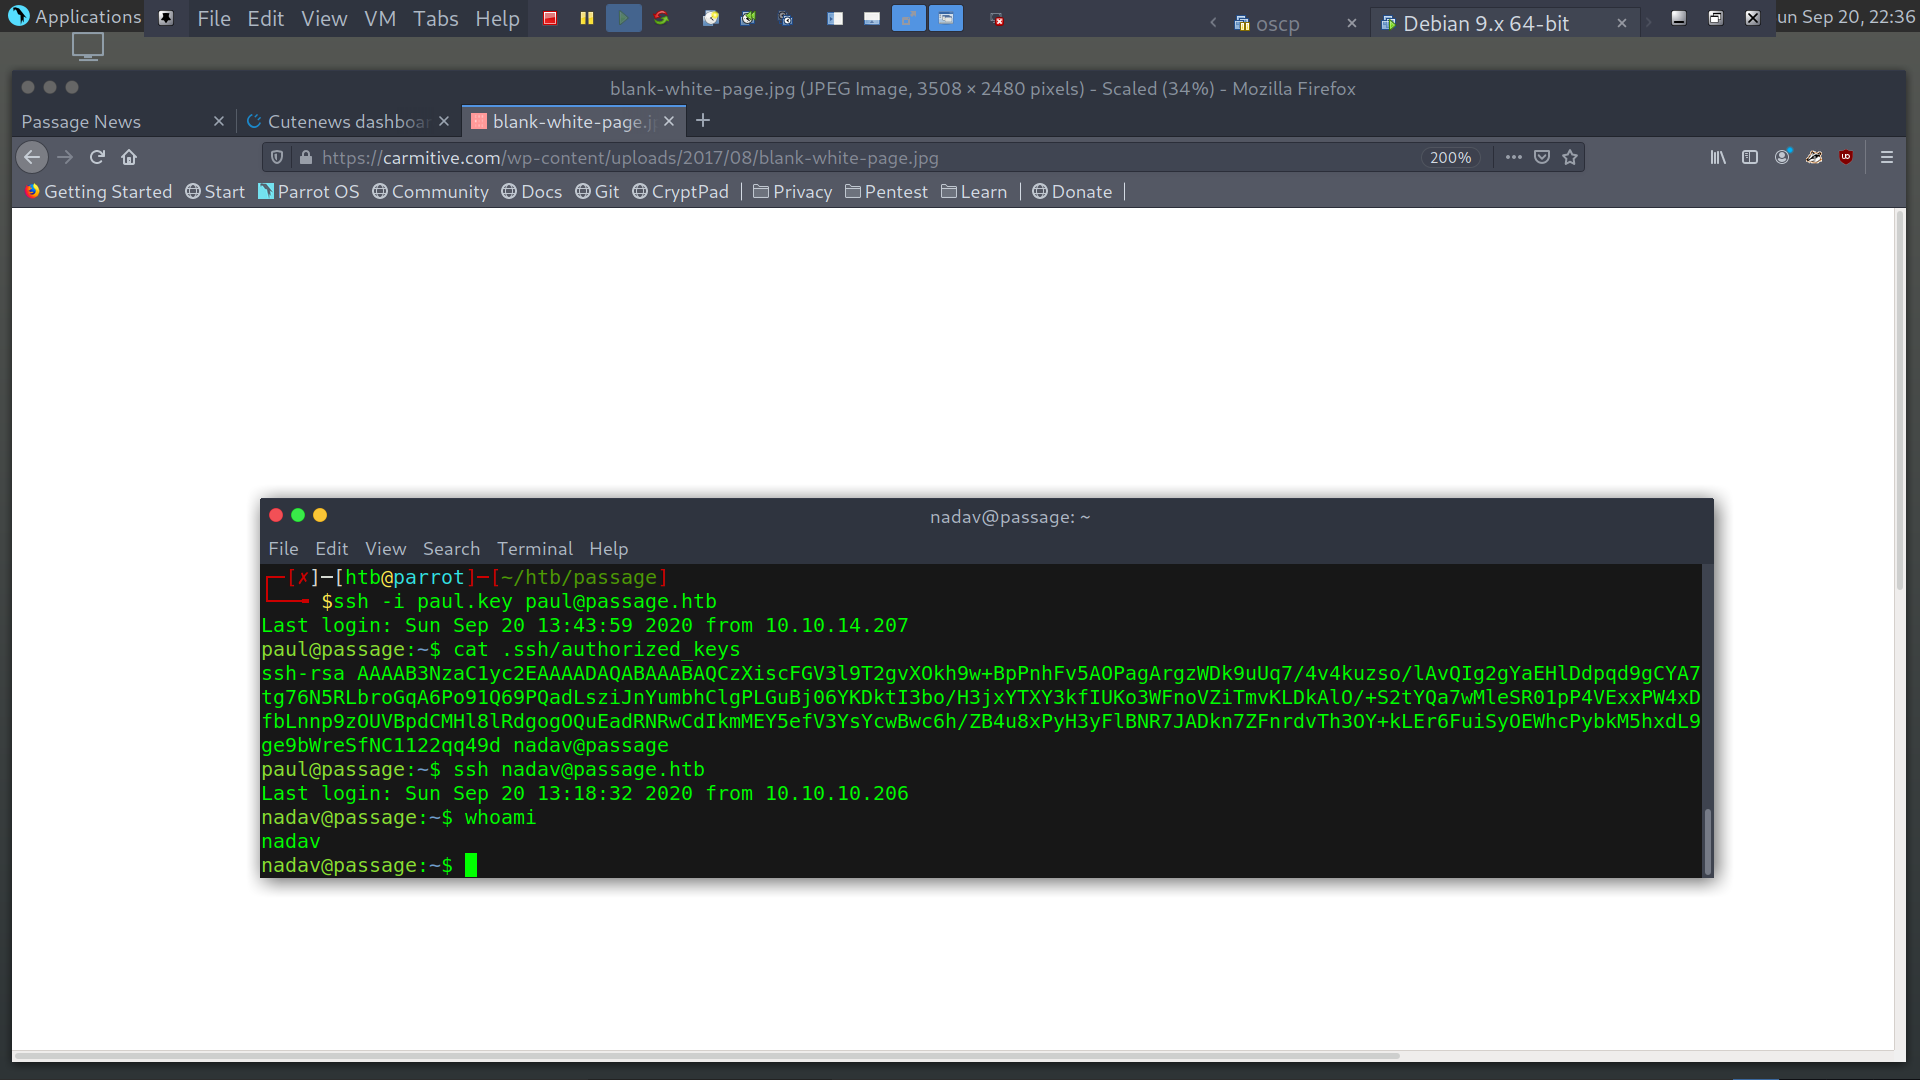 Applications File Edit View VM Tabs Help oscp Debian 9.x 64-bit un Sep 20, 22:36
blank-white-page.jpg (JPEG Image, 3508 × 2480 pixels) - Scaled (34%) - Mozilla Firefox
Passage News Cutenews dashboar blank-white-page.j
https://carmitive.com/wp-content/uploads/2017/08/blank-white-page.jpg 200%
Getting Started Start Parrot OS Community Docs Git CryptPad Privacy Pentest Learn Donate
nadav@passage: ~
File Edit View Search Terminal Help
┌─[✗]─[htb@parrot]─[~/htb/passage]
└──╼ $ssh -i paul.key paul@passage.htb
Last login: Sun Sep 20 13:43:59 2020 from 10.10.14.207
paul@passage:~$ cat .ssh/authorized_keys
ssh-rsa AAAAB3NzaC1yc2EAAAADAQABAAABAQCzXiscFGV3l9T2gvXOkh9w+BpPnhFv5AOPagArgzWDk9uUq7/4v4kuzso/lAvQIg2gYaEHlDdpqd9gCYA7
tg76N5RLbroGqA6Po91Q69PQadLsziJnYumbhClgPLGuBj06YKDktI3bo/H3jxYTXY3kfIUKo3WFnoVZiTmvKLDkAlO/+S2tYQa7wMleSR01pP4VExxPW4xD
fbLnnp9zOUVBpdCMHl8lRdgogOQuEadRNRwCdIkmMEY5efV3YsYcwBwc6h/ZB4u8xPyH3yFlBNR7JADkn7ZFnrdvTh3OY+kLEr6FuiSyOEWhcPybkM5hxdL9
ge9bWreSfNC1122qq49d nadav@passage
paul@passage:~$ ssh nadav@passage.htb
Last login: Sun Sep 20 13:18:32 2020 from 10.10.10.206
nadav@passage:~$ whoami
nadav
nadav@passage:~$